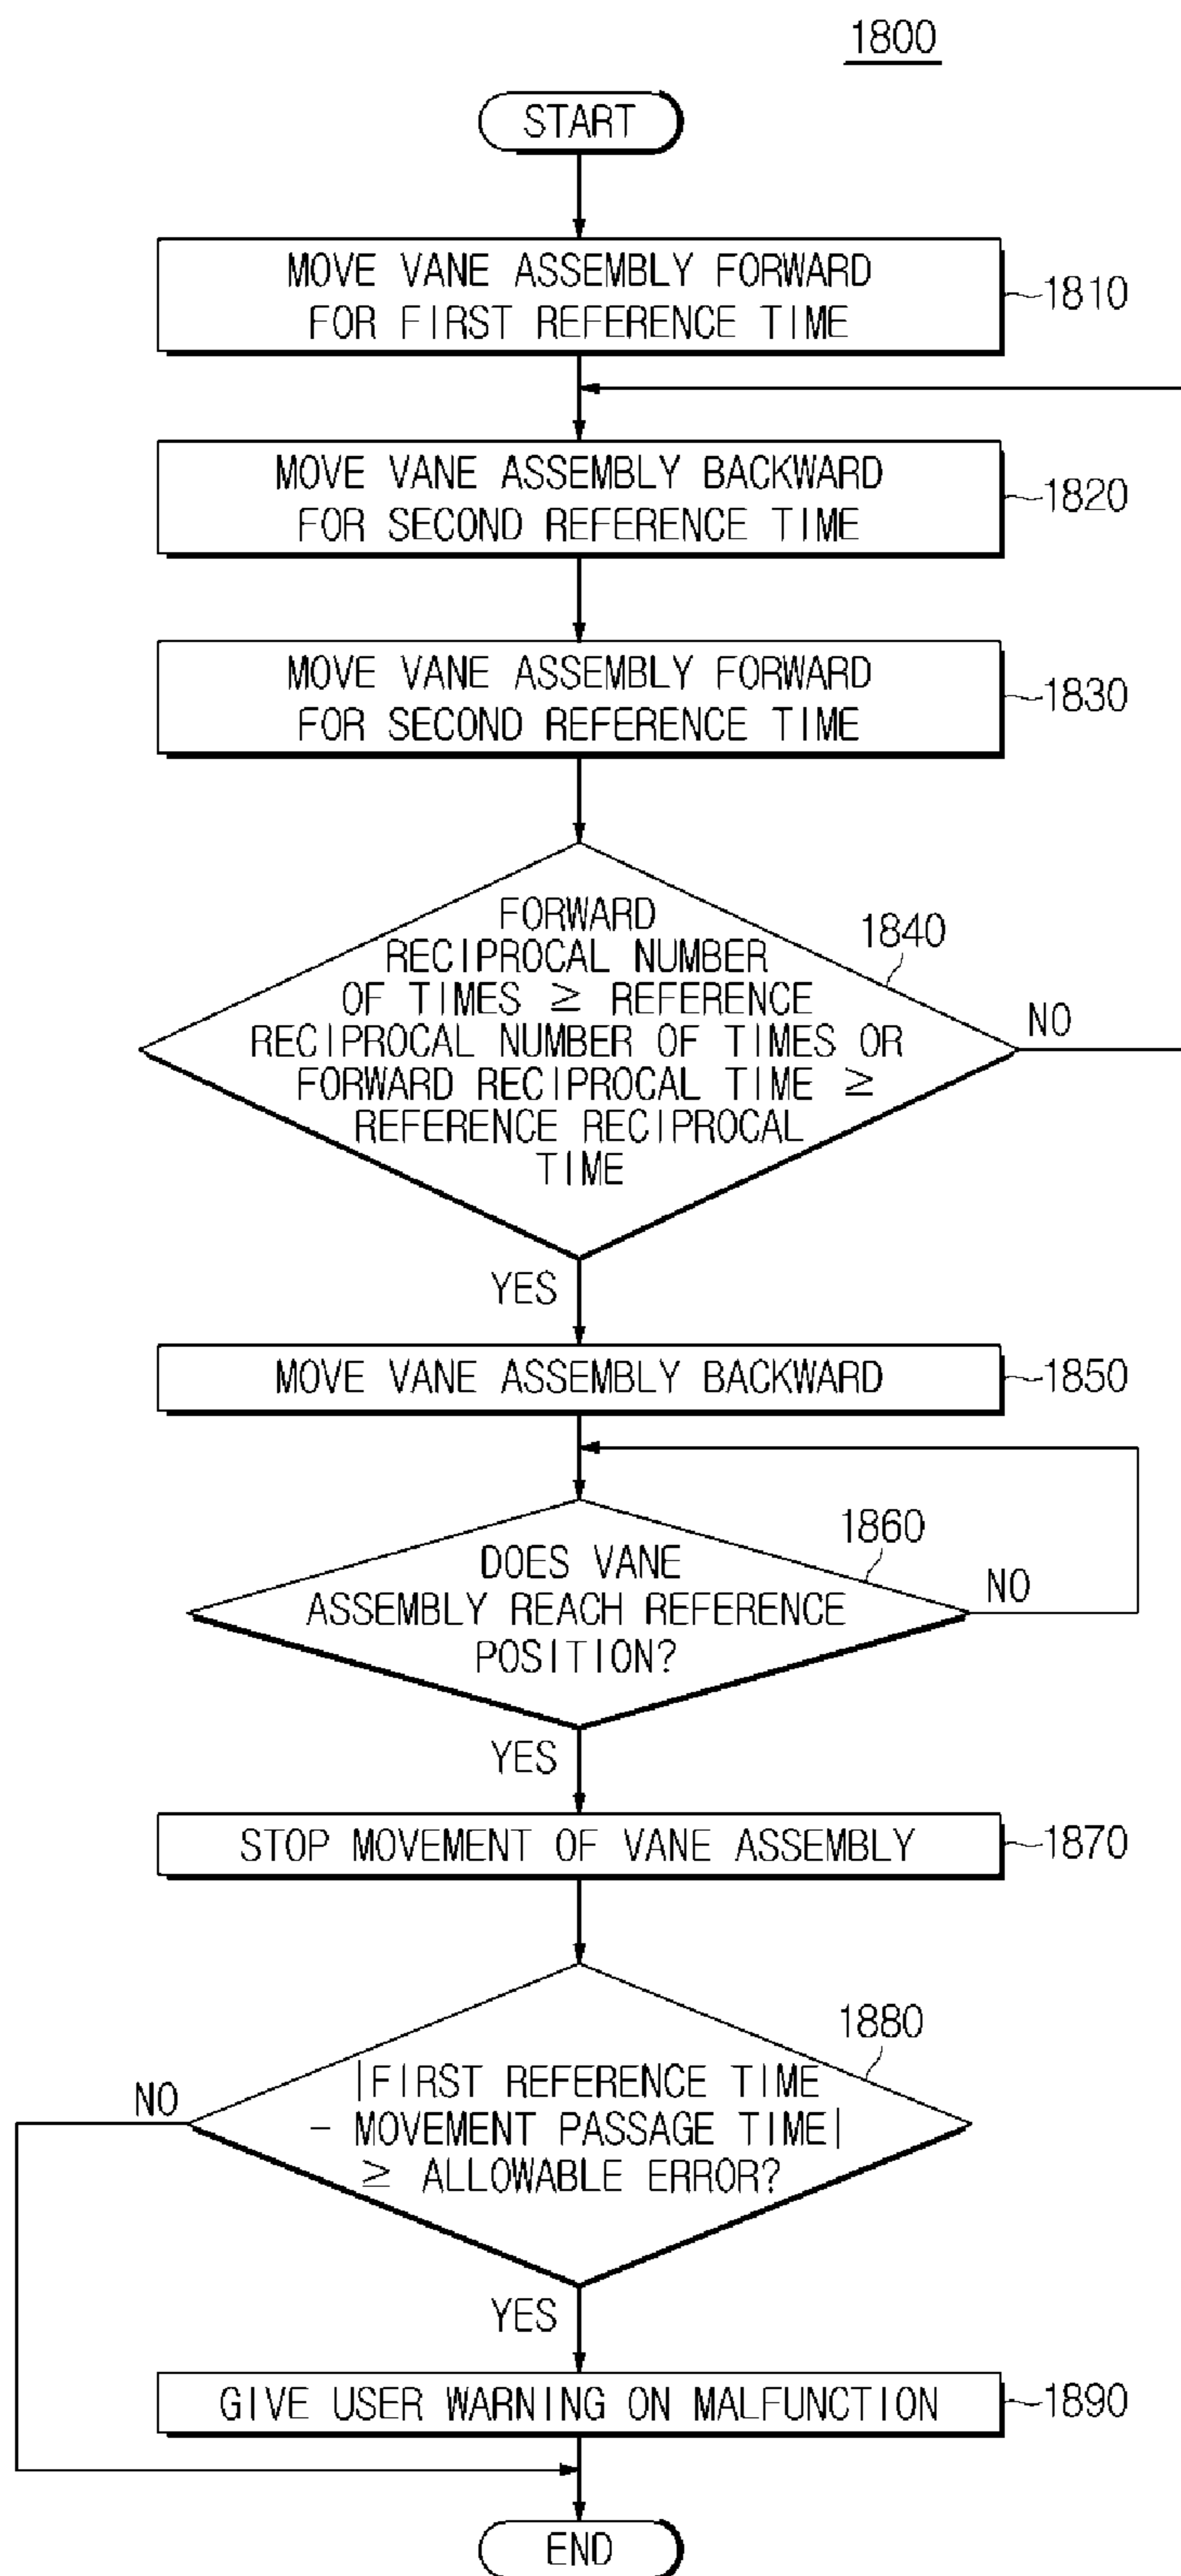 1800
START
MOVE VANE ASSEMBLY FORWARD
FOR FIRST REFERENCE TIME
1810
MOVE VANE ASSEMBLY BACKWARD
FOR SECOND REFERENCE TIME
1820
MOVE VANE ASSEMBLY FORWARD
FOR SECOND REFERENCE TIME
1830
FORWARD
RECIPROCAL NUMBER
OF TIMES ≥ REFERENCE
RECIPROCAL NUMBER OF TIMES OR
FORWARD RECIPROCAL TIME ≥
REFERENCE RECIPROCAL
TIME
1840
NO
YES
MOVE VANE ASSEMBLY BACKWARD
1850
DOES VANE
ASSEMBLY REACH REFERENCE
POSITION?
1860
NO
YES
STOP MOVEMENT OF VANE ASSEMBLY
1870
|FIRST REFERENCE TIME
- MOVEMENT PASSAGE TIME|
≥ ALLOWABLE ERROR?
1880
NO
YES
GIVE USER WARNING ON MALFUNCTION
1890
END